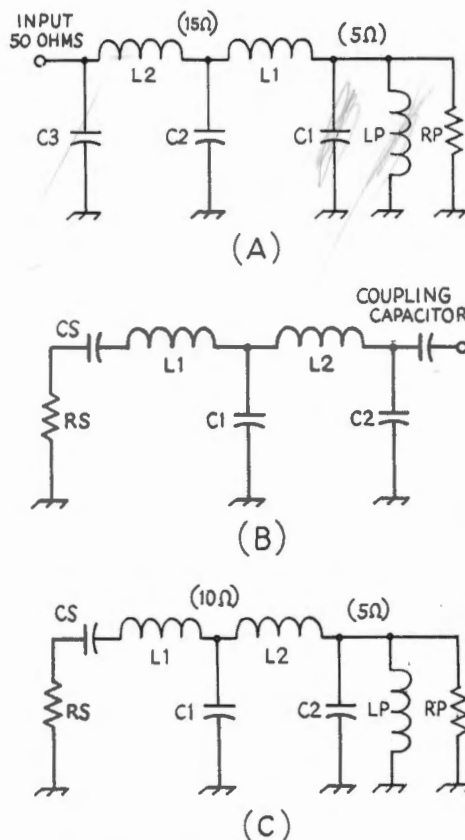 INPUT
50 OHMS
(15Ω)
(5Ω)
L2
L1
C3
C2
C1
LP
RP
(A)
COUPLING
CAPACITOR
CS
L1
L2
RS
C1
C2
(B)
(10Ω)
(5Ω)
CS
L1
L2
RS
C1
C2
LP
RP
(C)